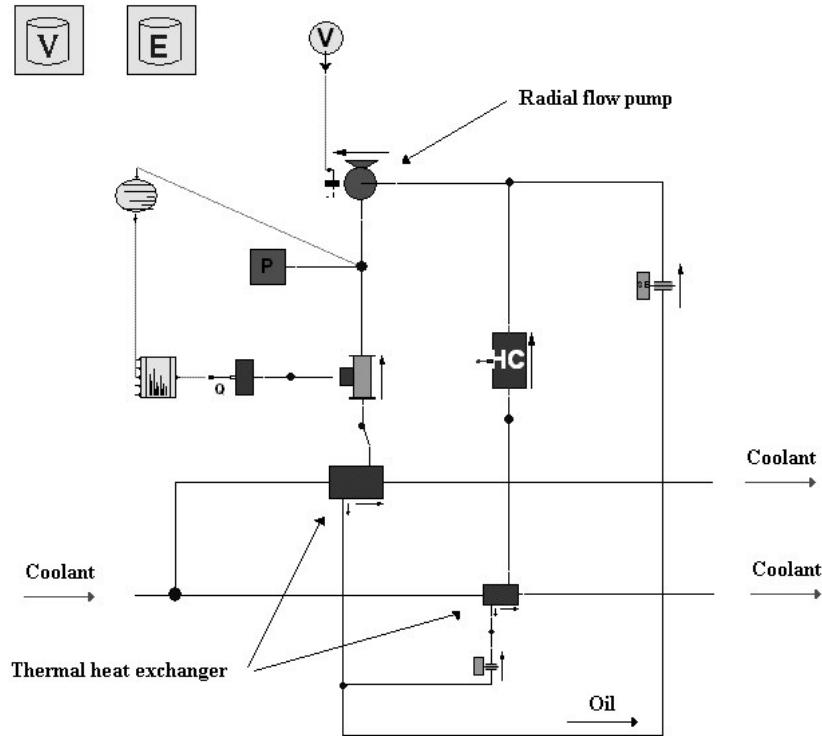 V
E
V
Radial flow pump
P
HC
Q
Coolant
Coolant
Coolant
Thermal heat exchanger
Oil